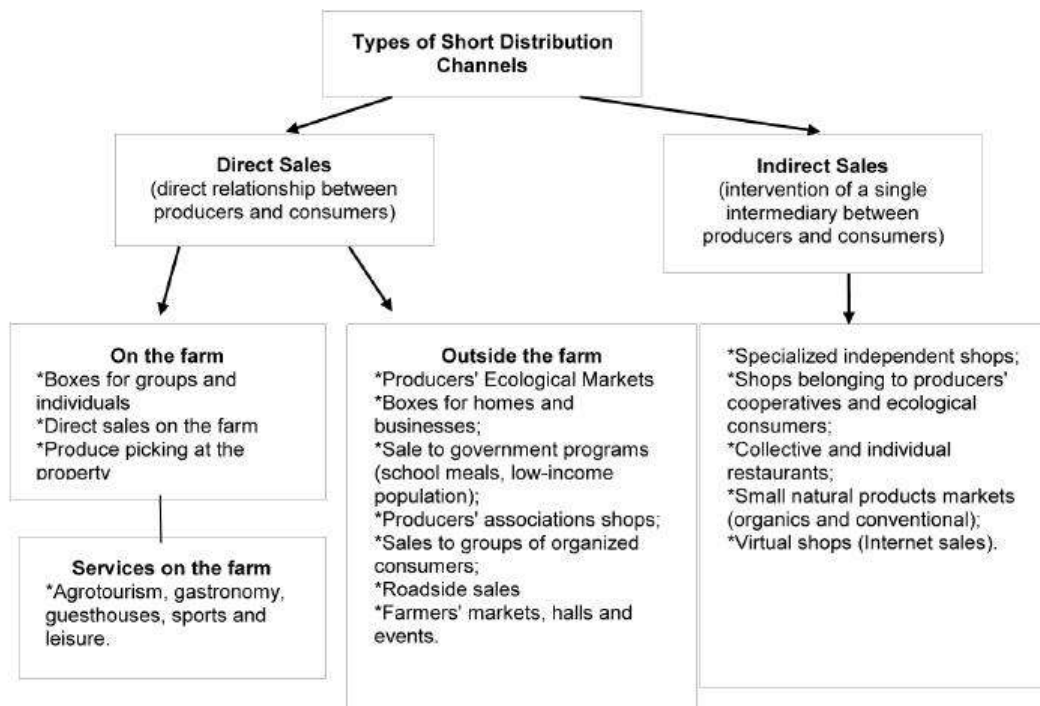 Types of Short Distribution
Channels
Direct Sales
(direct relationship between
producers and consumers)
Indirect Sales
(intervention of a single
intermediary between
producers and consumers)
On the farm
*Boxes for groups and
individuals
*Direct sales on the farm
*Produce picking at the
property
Services on the farm
*Agrotourism, gastronomy,
guesthouses, sports and
leisure.
Outside the farm
*Producers' Ecological Markets
*Boxes for homes and
businesses;
*Sale to government programs
(school meals, low-income
population);
*Producers' associations shops;
*Sales to groups of organized
consumers;
*Roadside sales
*Farmers' markets, halls and
events.
*Specialized independent shops;
*Shops belonging to producers'
cooperatives and ecological
consumers;
*Collective and individual
restaurants;
*Small natural products markets
(organics and conventional);
*Virtual shops (Internet sales).